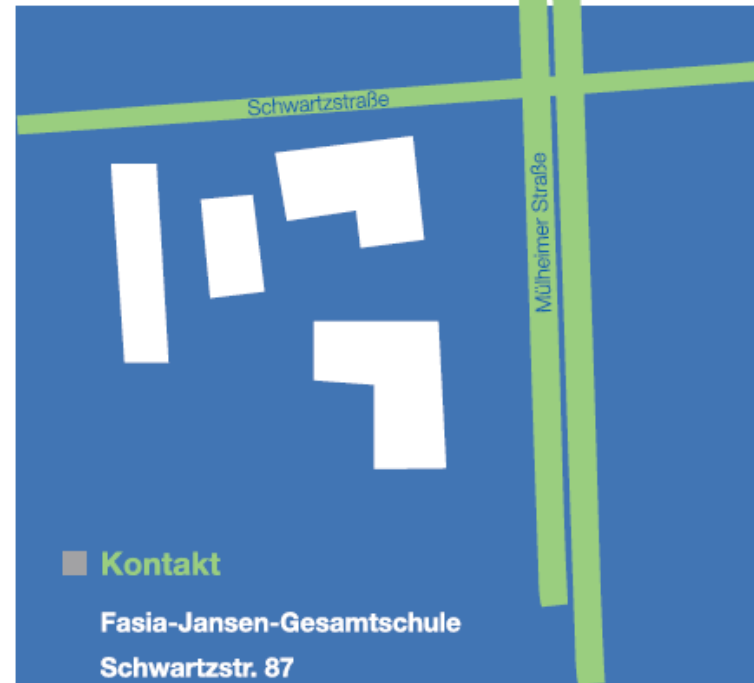 Schwartzstraße
Mülheimer Straße
Kontakt
Fasia-Jansen-Gesamtschule
Schwartzstr. 87